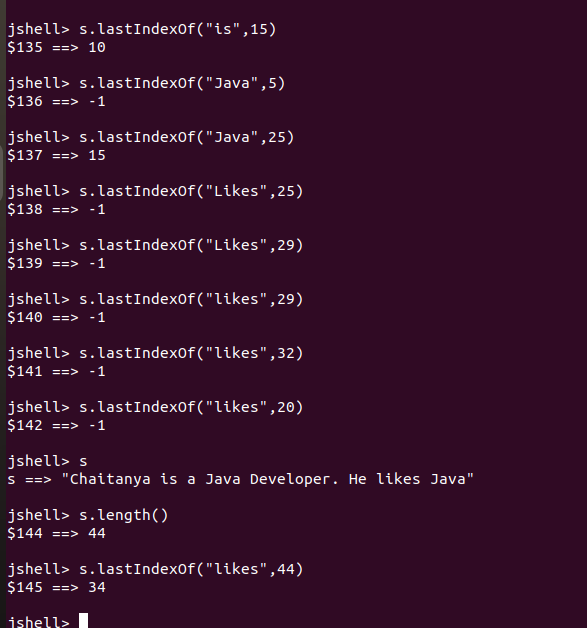 jshell> s.lastIndexOf("is",15)
$135 ==> 10
jshell> s.lastIndexOf("Java",5)
$136 ==> -1
jshell> s.lastIndexOf("Java",25)
$137 ==> 15
jshell> s.lastIndexOf("Likes",25)
$138 ==> -1
jshell> s.lastIndexOf("Likes",29)
$139 ==> -1
jshell> s.lastIndexOf("likes",29)
$140 ==> -1
jshell> s.lastIndexOf("likes",32)
$141 ==> -1
jshell> s.lastIndexOf("likes",20)
$142 ==> -1
jshell> s
s ==> "Chaitanya is a Java Developer. He likes Java"
jshell> s.length()
$144 ==> 44
jshell> s.lastIndexOf("likes",44)
$145 ==> 34
jshell>